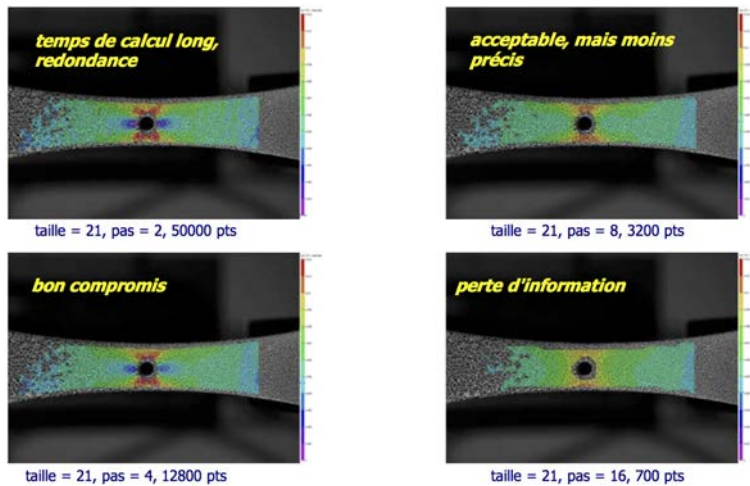 temps de calcul long,
redondance
acceptable, mais moins
précis
taille = 21, pas = 2, 50000 pts
taille = 21, pas = 8, 3200 pts
bon compromis
perte d'information
taille = 21, pas = 4, 12800 pts
taille = 21, pas = 16, 700 pts